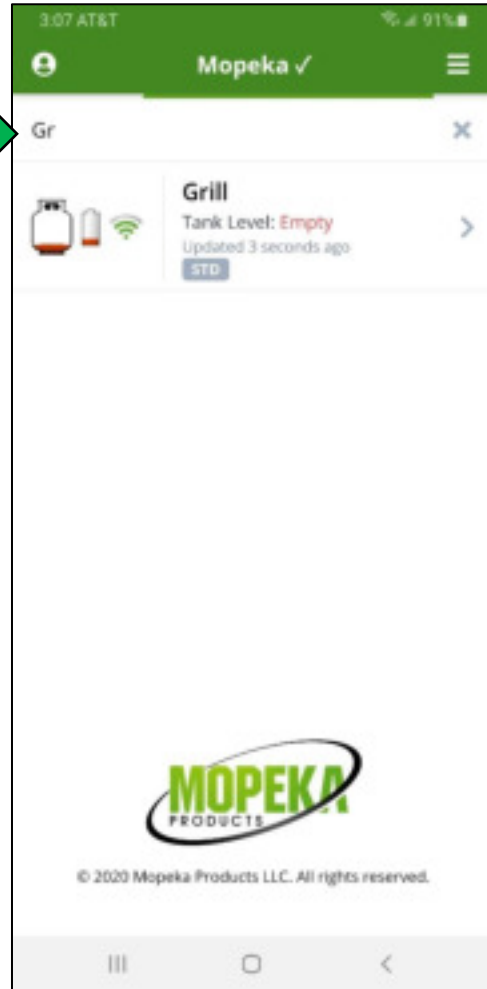 3:07 AT&T 91%
Mopeka ✓
Gr
Grill
Tank Level: Empty
Updated 3 seconds ago
STD
MOPEKA
PRODUCTS
© 2020 Mopeka Products LLC. All rights reserved.